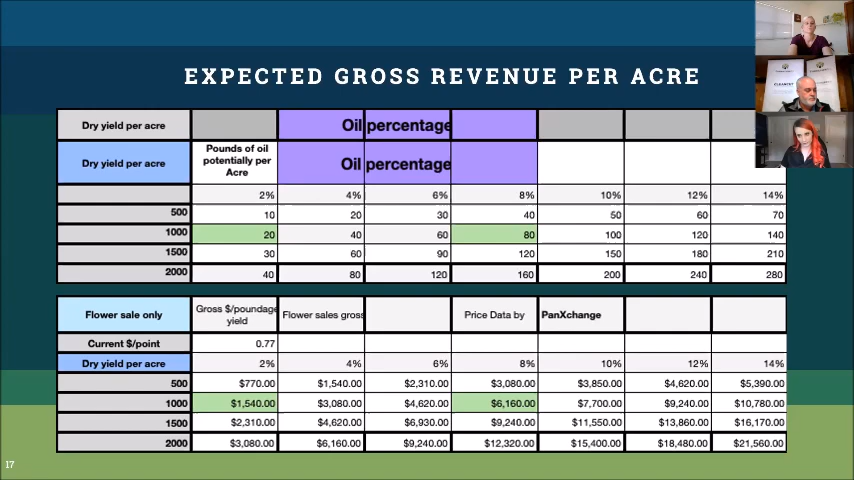 EXPECTED GROSS REVENUE PER ACRE
Dry yield per acre Oil percentage
Dry yield per acre Pounds of oil potentially per Acre Oil percentage
2% 4% 6% 8% 10% 12% 14%
500 10 20 30 40 50 60 70
1000 20 40 60 80 100 120 140
1500 30 60 90 120 150 180 210
2000 40 80 120 160 200 240 280
Flower sale only Gross $/poundage yield Flower sales gross Price Data by PanXchange
Current $/point 0.77
Dry yield per acre 2% 4% 6% 8% 10% 12% 14%
500 $770.00 $1,540.00 $2,310.00 $3,080.00 $3,850.00 $4,620.00 $5,390.00
1000 $1,540.00 $3,080.00 $4,620.00 $6,160.00 $7,700.00 $9,240.00 $10,780.00
1500 $2,310.00 $4,620.00 $6,930.00 $9,240.00 $11,550.00 $13,860.00 $16,170.00
2000 $3,080.00 $6,160.00 $9,240.00 $12,320.00 $15,400.00 $18,480.00 $21,560.00
17